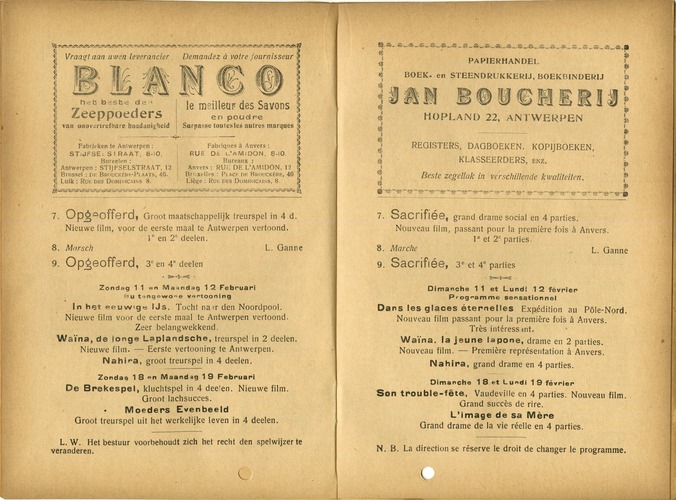 Vraagt aan uwen leverancier
Demandez à votre fournisseur
BLANCO
het beste der
Zeeppoeders
van onovertrefbare hoedanigheid
le meilleur des Savons
en poudre
Surpasse toutes les autres marques
Fabrieken te Antwerpen :
STIJFSELSTRAAT, 8-10.
Bureelen :
Antwerpen : STIJFSELSTRAAT, 12
Brussel : DE BROUCKÈRE-PLAATS, 46
Luik : RUE DES DOMINICAINS, 8.
Fabriques à Anvers :
RUE DE L'AMIDON, 8-10.
Bureaux :
Anvers : RUE DE L'AMIDON, 12
Bruxelles : PLACE DE BROUCKÈRE, 46
Liège : RUE DES DOMINICAINS, 8.
7. Opgeofferd, Groot maatschappelijk treurspel in 4 d.
Nieuwe film, voor de eerste maal te Antwerpen vertoond.
1e en 2e deelen.
8. Marsch L. Ganne
9. Opgeofferd, 3e en 4e deelen
Zondag 11 en Maandag 12 Februari
Buitengewone vertooning
In het eeuwige IJs. Tocht naar den Noordpool.
Nieuwe film voor de eerste maal te Antwerpen vertoond.
Zeer belangwekkend.
Waïna, de jonge Laplandsche, treurspel in 2 deelen.
Nieuwe film. — Eerste vertooning te Antwerpen.
Nahira, groot treurspel in 4 deelen.
Zondag 18 en Maandag 19 Februari
De Brekespel, kluchtspel in 4 deelen. Nieuwe film.
Groot lachsucces.
Moeders Evenbeeld
Groot treurspel uit het werkelijke leven in 4 deelen.
L. W. Het bestuur voorbehoudt zich het recht den spelwijzer te
veranderen.
PAPIERHANDEL
BOEK- EN STEENDRUKKERIJ, BOEKBINDERIJ
JAN BOUCHERIJ
HOPLAND 22, ANTWERPEN
REGISTERS, DAGBOEKEN. KOPIJBOEKEN,
KLASSEERDERS, ENZ.
Beste zegellak in verschillende kwaliteiten.
7. Sacrifiée, grand drame social en 4 parties.
Nouveau film, passant pour la première fois à Anvers.
1e et 2e parties.
8. Marche L. Ganne
9. Sacrifiée, 3e et 4e parties
Dimanche 11 et Lundi 12 février
Programme sensationnel
Dans les glaces éternelles Expédition au Pôle-Nord.
Nouveau film passant pour la première fois à Anvers.
Très intéressant.
Waïna. la jeune lapone, drame en 2 parties.
Nouveau film. — Première représentation à Anvers.
Nahira, grand drame en 4 parties.
Dimanche 18 et Lundi 19 février
Son trouble-fête, Vaudeville en 4 parties. Nouveau film.
Grand succès de rire.
L'image de sa Mère
Grand drame de la vie réelle en 4 parties.
N. B. La direction se réserve le droit de changer le programme.